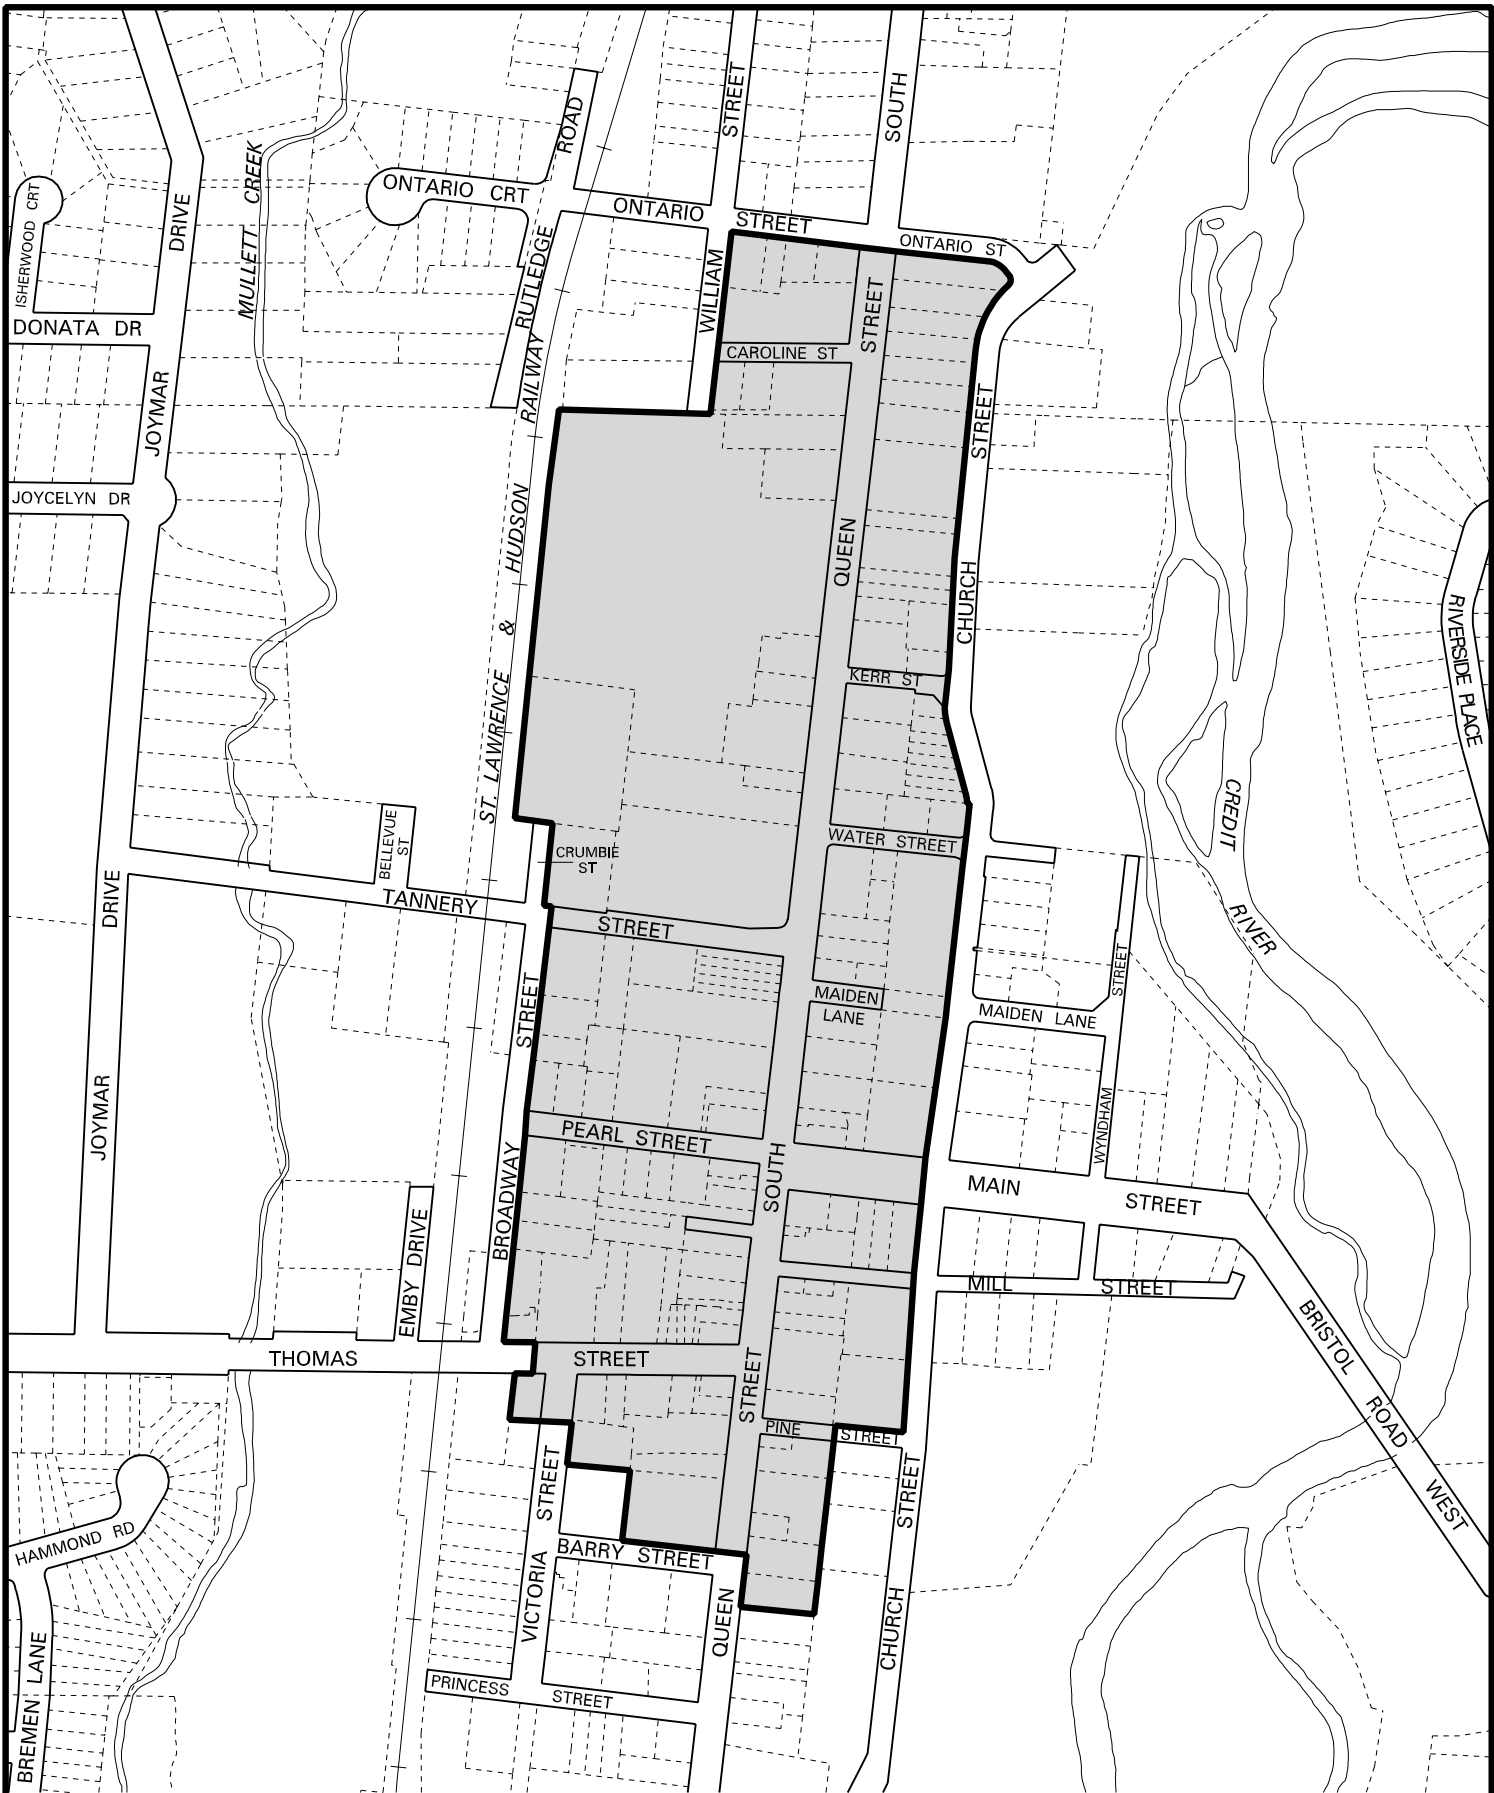 STREET
SOUTH
ROAD
MULLETT CREEK
ONTARIO CRT
ONTARIO STREET
ONTARIO ST
ISHERWOOD CRT
DRIVE
DONATA DR
RUTLEDGE
WILLIAM
STREET
CAROLINE ST
JOYMAR
RAILWAY
STREET
JOYCELYN DR
HUDSON
QUEEN
CHURCH
&
RIVERSIDE PLACE
KERR ST
ST. LAWRENCE
CREDIT
BELLEVUE
ST
CRUMBIE
ST
WATER STREET
DRIVE
TANNERY
STREET
RIVER
STREET
STREET
MAIDEN
LANE
MAIDEN LANE
JOYMAR
WYNDHAM
PEARL STREET
SOUTH
BROADWAY
MAIN STREET
EMBY DRIVE
MILL STREET
THOMAS STREET
BRISTOL ROAD WEST
STREET
PINE STREET
STREET
STREET
HAMMOND RD
BARRY STREET
VICTORIA
QUEEN
CHURCH
BREMEN LANE
PRINCESS STREET